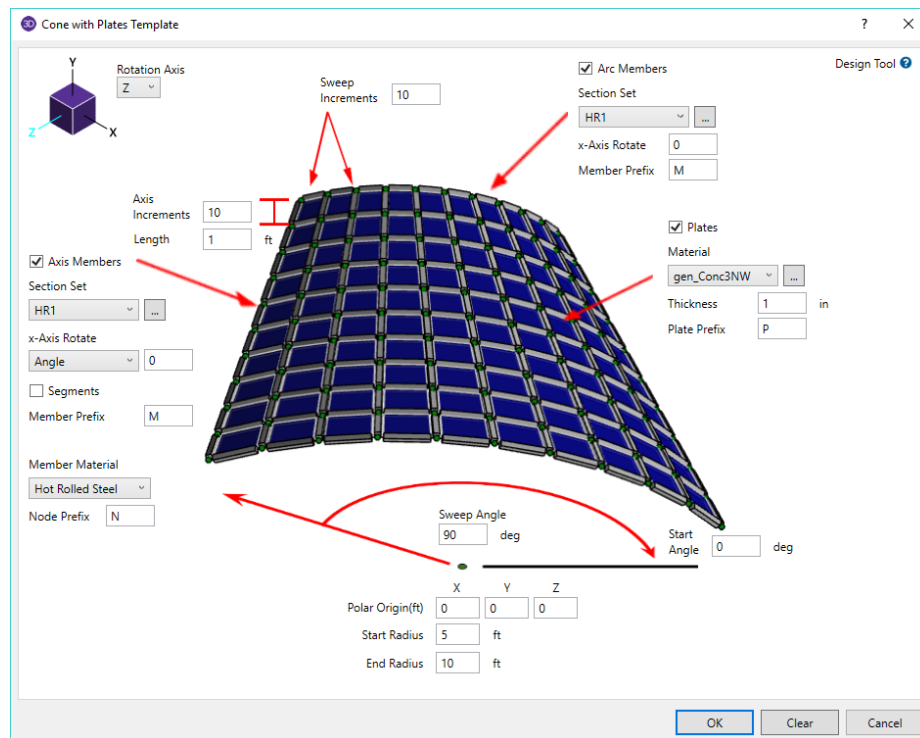 3D Cone with Plates Template ? ×
Y
Z
X
Rotation Axis
Z
Sweep
Increments 10
Arc Members
Section Set
HR1 ...
x-Axis Rotate 0
Member Prefix M
Design Tool ?
Axis
Increments 10
Length 1 ft
Axis Members
Section Set
HR1 ...
x-Axis Rotate
Angle 0
Segments
Member Prefix M
Member Material
Hot Rolled Steel
Node Prefix N
Plates
Material
gen_Conc3NW ...
Thickness 1 in
Plate Prefix P
Sweep Angle
90 deg
Start
Angle 0 deg
X Y Z
Polar Origin(ft) 0 0 0
Start Radius 5 ft
End Radius 10 ft
OK Clear Cancel